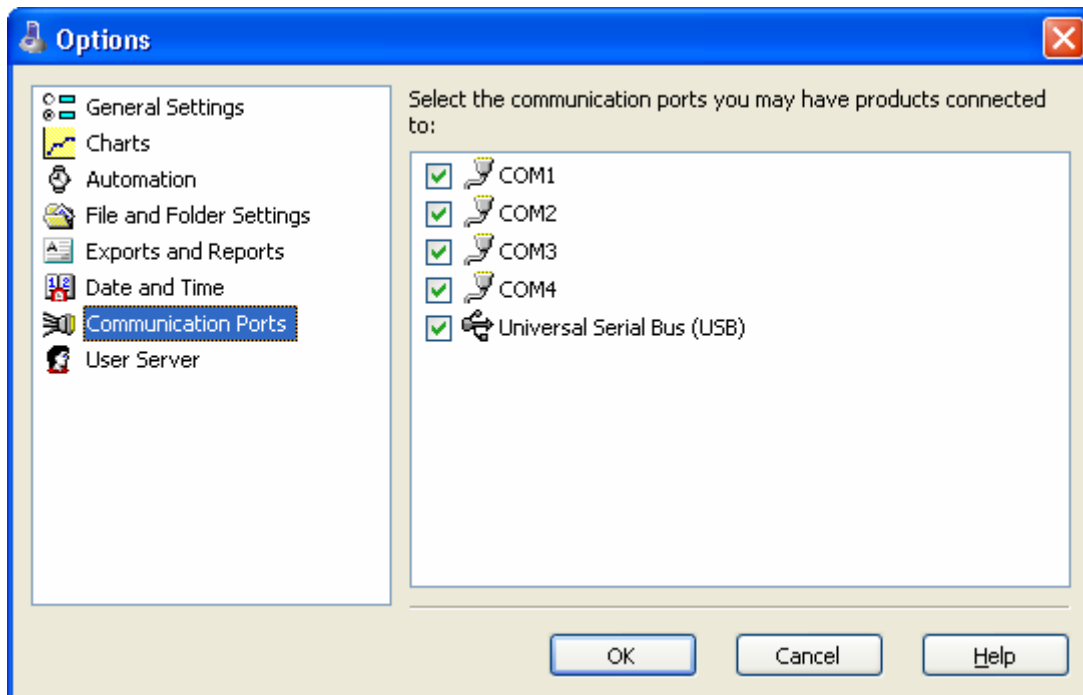 Options
General Settings
Charts
Automation
File and Folder Settings
Exports and Reports
Date and Time
Communication Ports
User Server
Select the communication ports you may have products connected
to:
COM1
COM2
COM3
COM4
Universal Serial Bus (USB)
OK
Cancel
Help